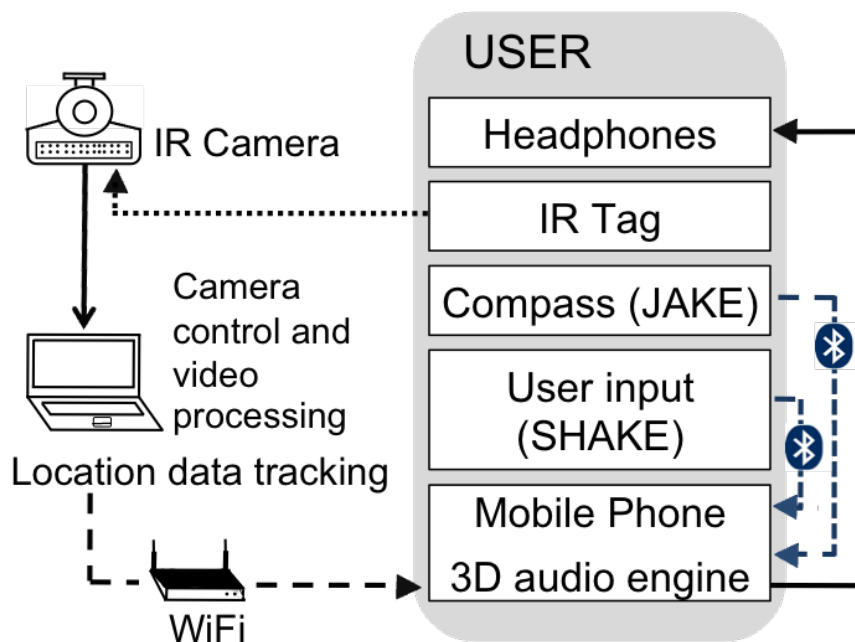 USER
Headphones
IR Camera
IR Tag
Compass (JAKE)
Camera
control and
video
processing
User input
(SHAKE)
Location data tracking
Mobile Phone
3D audio engine
WiFi